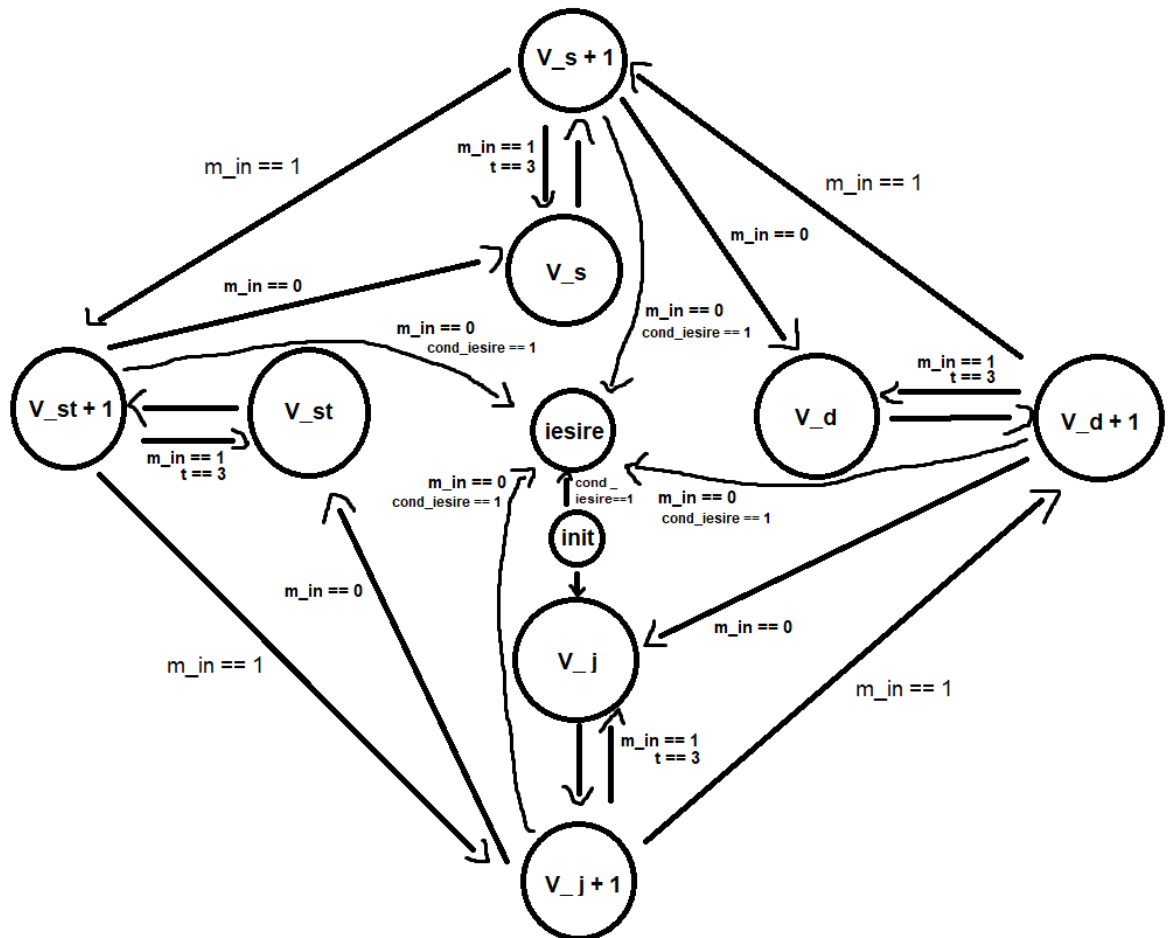 V_s + 1
m_in == 1
m_in == 1
t == 3
m_in == 1
m_in == 0
V_s
m_in == 0
m_in == 0
cond_iesire == 1
m_in == 0
cond_iesire == 1
m_in == 1
t == 3
V_st + 1
V_st
iesire
V_d
V_d + 1
m_in == 1
t == 3
m_in == 0
cond_iesire == 1
cond_
iesire==1
m_in == 0
cond_iesire == 1
init
m_in == 0
m_in == 0
V_ j
m_in == 1
m_in == 1
m_in == 1
t == 3
V_ j + 1